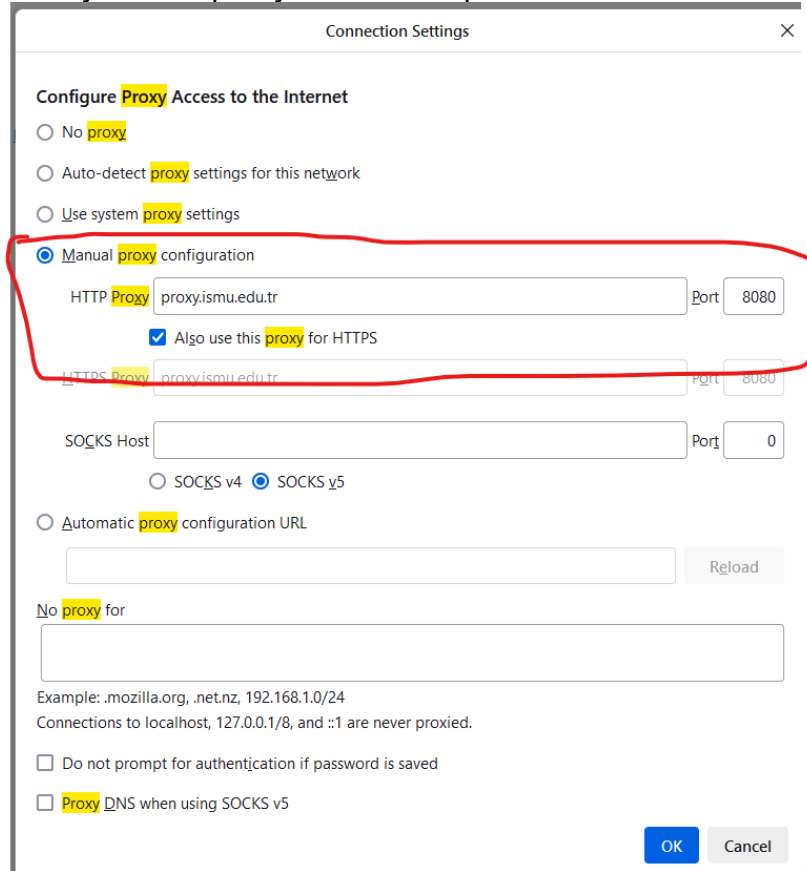 Connection Settings
Configure Proxy Access to the Internet
No proxy
Auto-detect proxy settings for this network
Use system proxy settings
Manual proxy configuration
HTTP Proxy proxy.ismu.edu.tr Port 8080
Also use this proxy for HTTPS
HTTPS Proxy proxy.ismu.edu.tr Port 8080
SOCKS Host Port 0
SOCKS v4 SOCKS v5
Automatic proxy configuration URL
Reload
No proxy for
Example: .mozilla.org, .net.nz, 192.168.1.0/24
Connections to localhost, 127.0.0.1/8, and ::1 are never proxied.
Do not prompt for authentication if password is saved
Proxy DNS when using SOCKS v5
OK Cancel